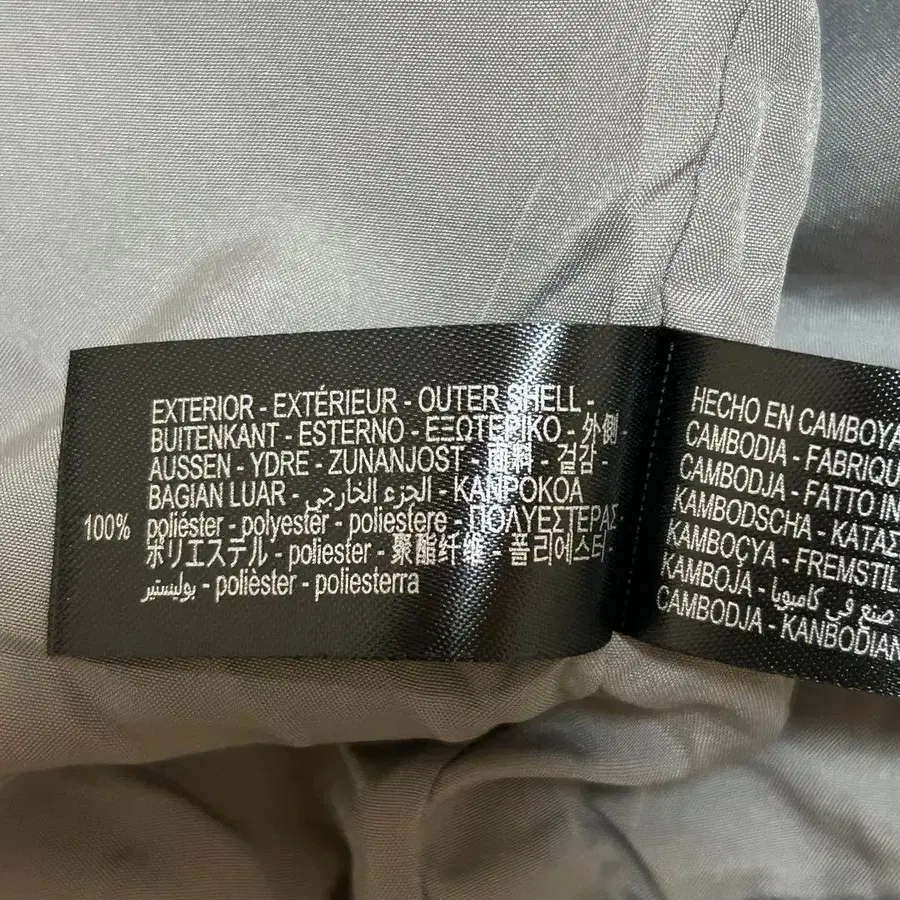 EXTERIOR - EXTÉRIEUR - OUTER SHELL -
BUITENKANT - ESTERNO - ΕΞΩΤΕΡΙΚΟ - 外側 -
AUSSEN - YDRE - ZUNANJOST - 面料 - 겉감 -
BAGIAN LUAR - الجزء الخارجي - KANPOKOA
100% poliéster - polyester - poliestere - ΠΟΛΥΕΣΤΕΡΑΣ
ポリエステル - poliester - 聚酯纤维 - 폴리에스터 -
بوليستير - polièster - poliesterra
HECHO EN CAMBOYA
CAMBODIA - FABRIQU
CAMBODJA - FATTO IN
KAMBODSCHA - ΚΑΤΑΣ
KAMBOÇYA - FREMSTIL
KAMBOJA - صنع في كامبوديا
CAMBODJA - KANBODIAN